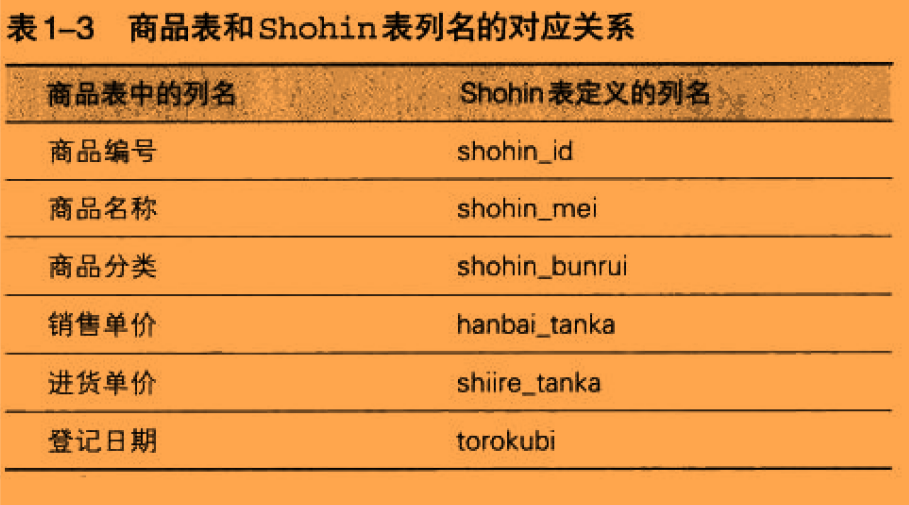 表1-3 商品表和Shohin表列名的对应关系
商品表中的列名 Shohin表定义的列名
商品编号 shohin_id
商品名称 shohin_mei
商品分类 shohin_bunrui
销售单价 hanbai_tanka
进货单价 shiire_tanka
登记日期 torokubi